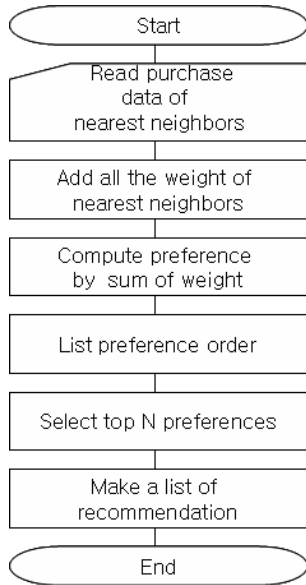 Start
Read purchase
data of
nearest neighbors
Add all the weight of
nearest neighbors
Compute preference
by sum of weight
List preference order
Select top N preferences
Make a list of
recommendation
End